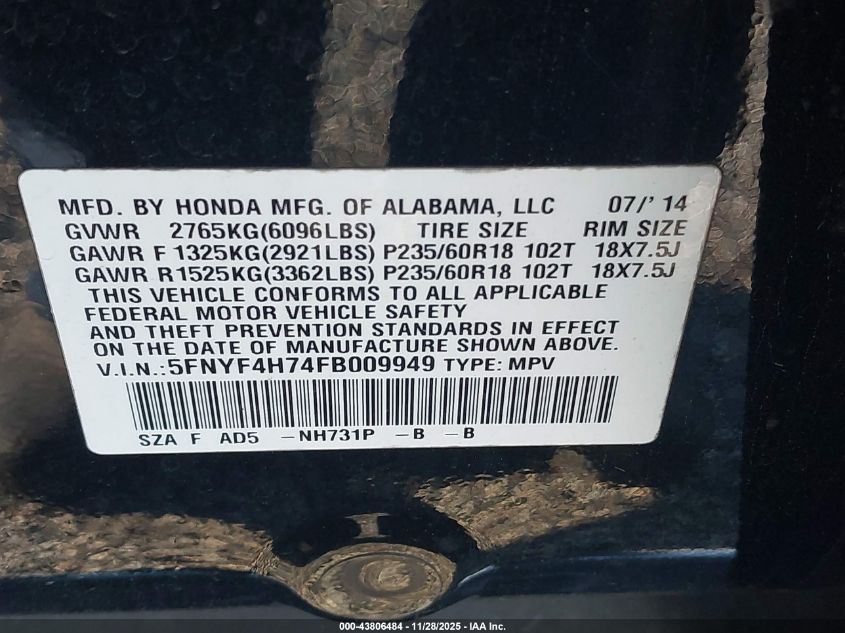 MFD. BY HONDA MFG. OF ALABAMA, LLC 07/' 14
GVWR 2765KG(6096LBS) TIRE SIZE RIM SIZE
GAWR F 1325KG(2921LBS) P235/60R18 102T 18X7.5J
GAWR R1525KG(3362LBS) P235/60R18 102T 18X7.5J
THIS VEHICLE CONFORMS TO ALL APPLICABLE
FEDERAL MOTOR VEHICLE SAFETY
AND THEFT PREVENTION STANDARDS IN EFFECT
ON THE DATE OF MANUFACTURE SHOWN ABOVE.
V.I.N.:5FNYF4H74FB009949 TYPE: MPV
SZA F AD5 -NH731P -B -B
000-43806484 - 11/28/2025 - IAA Inc.